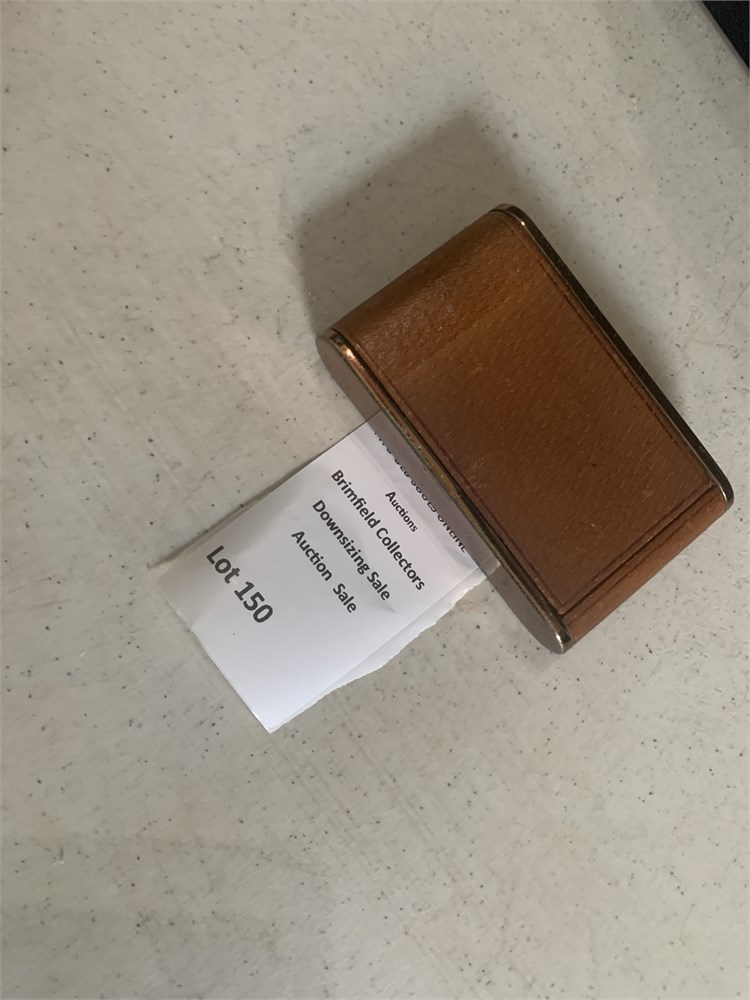 Auctions
Brimfield Collectors
Downsizing Sale
Auction Sale
Lot 150